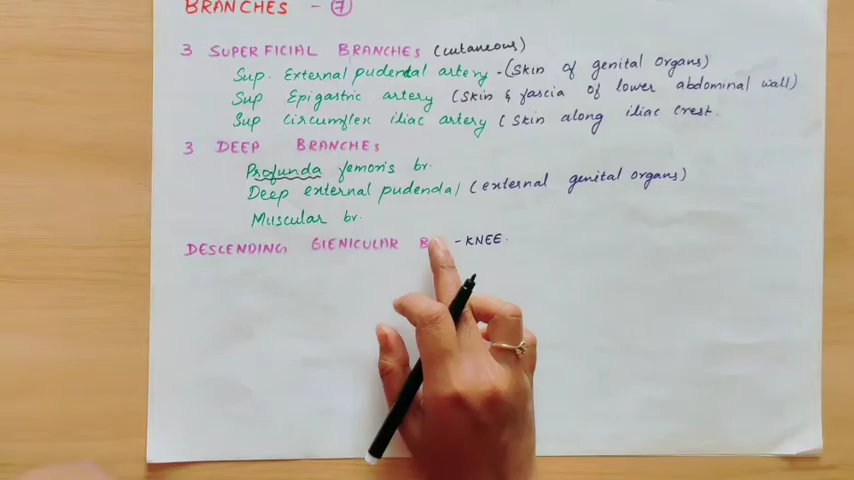 BRANCHES - 7
3 SUPERFICIAL BRANCHES (cutaneous)
Sup. External pudendal artery - (Skin of genital organs)
Sup Epigastric artery (Skin & fascia of lower abdominal wall)
Sup circumflex iliac artery (Skin along iliac crest.
3 DEEP BRANCHES
Profunda femoris br.
Deep external pudendal (external genital organs)
Muscular br.
DESCENDING GENICULAR - KNEE.